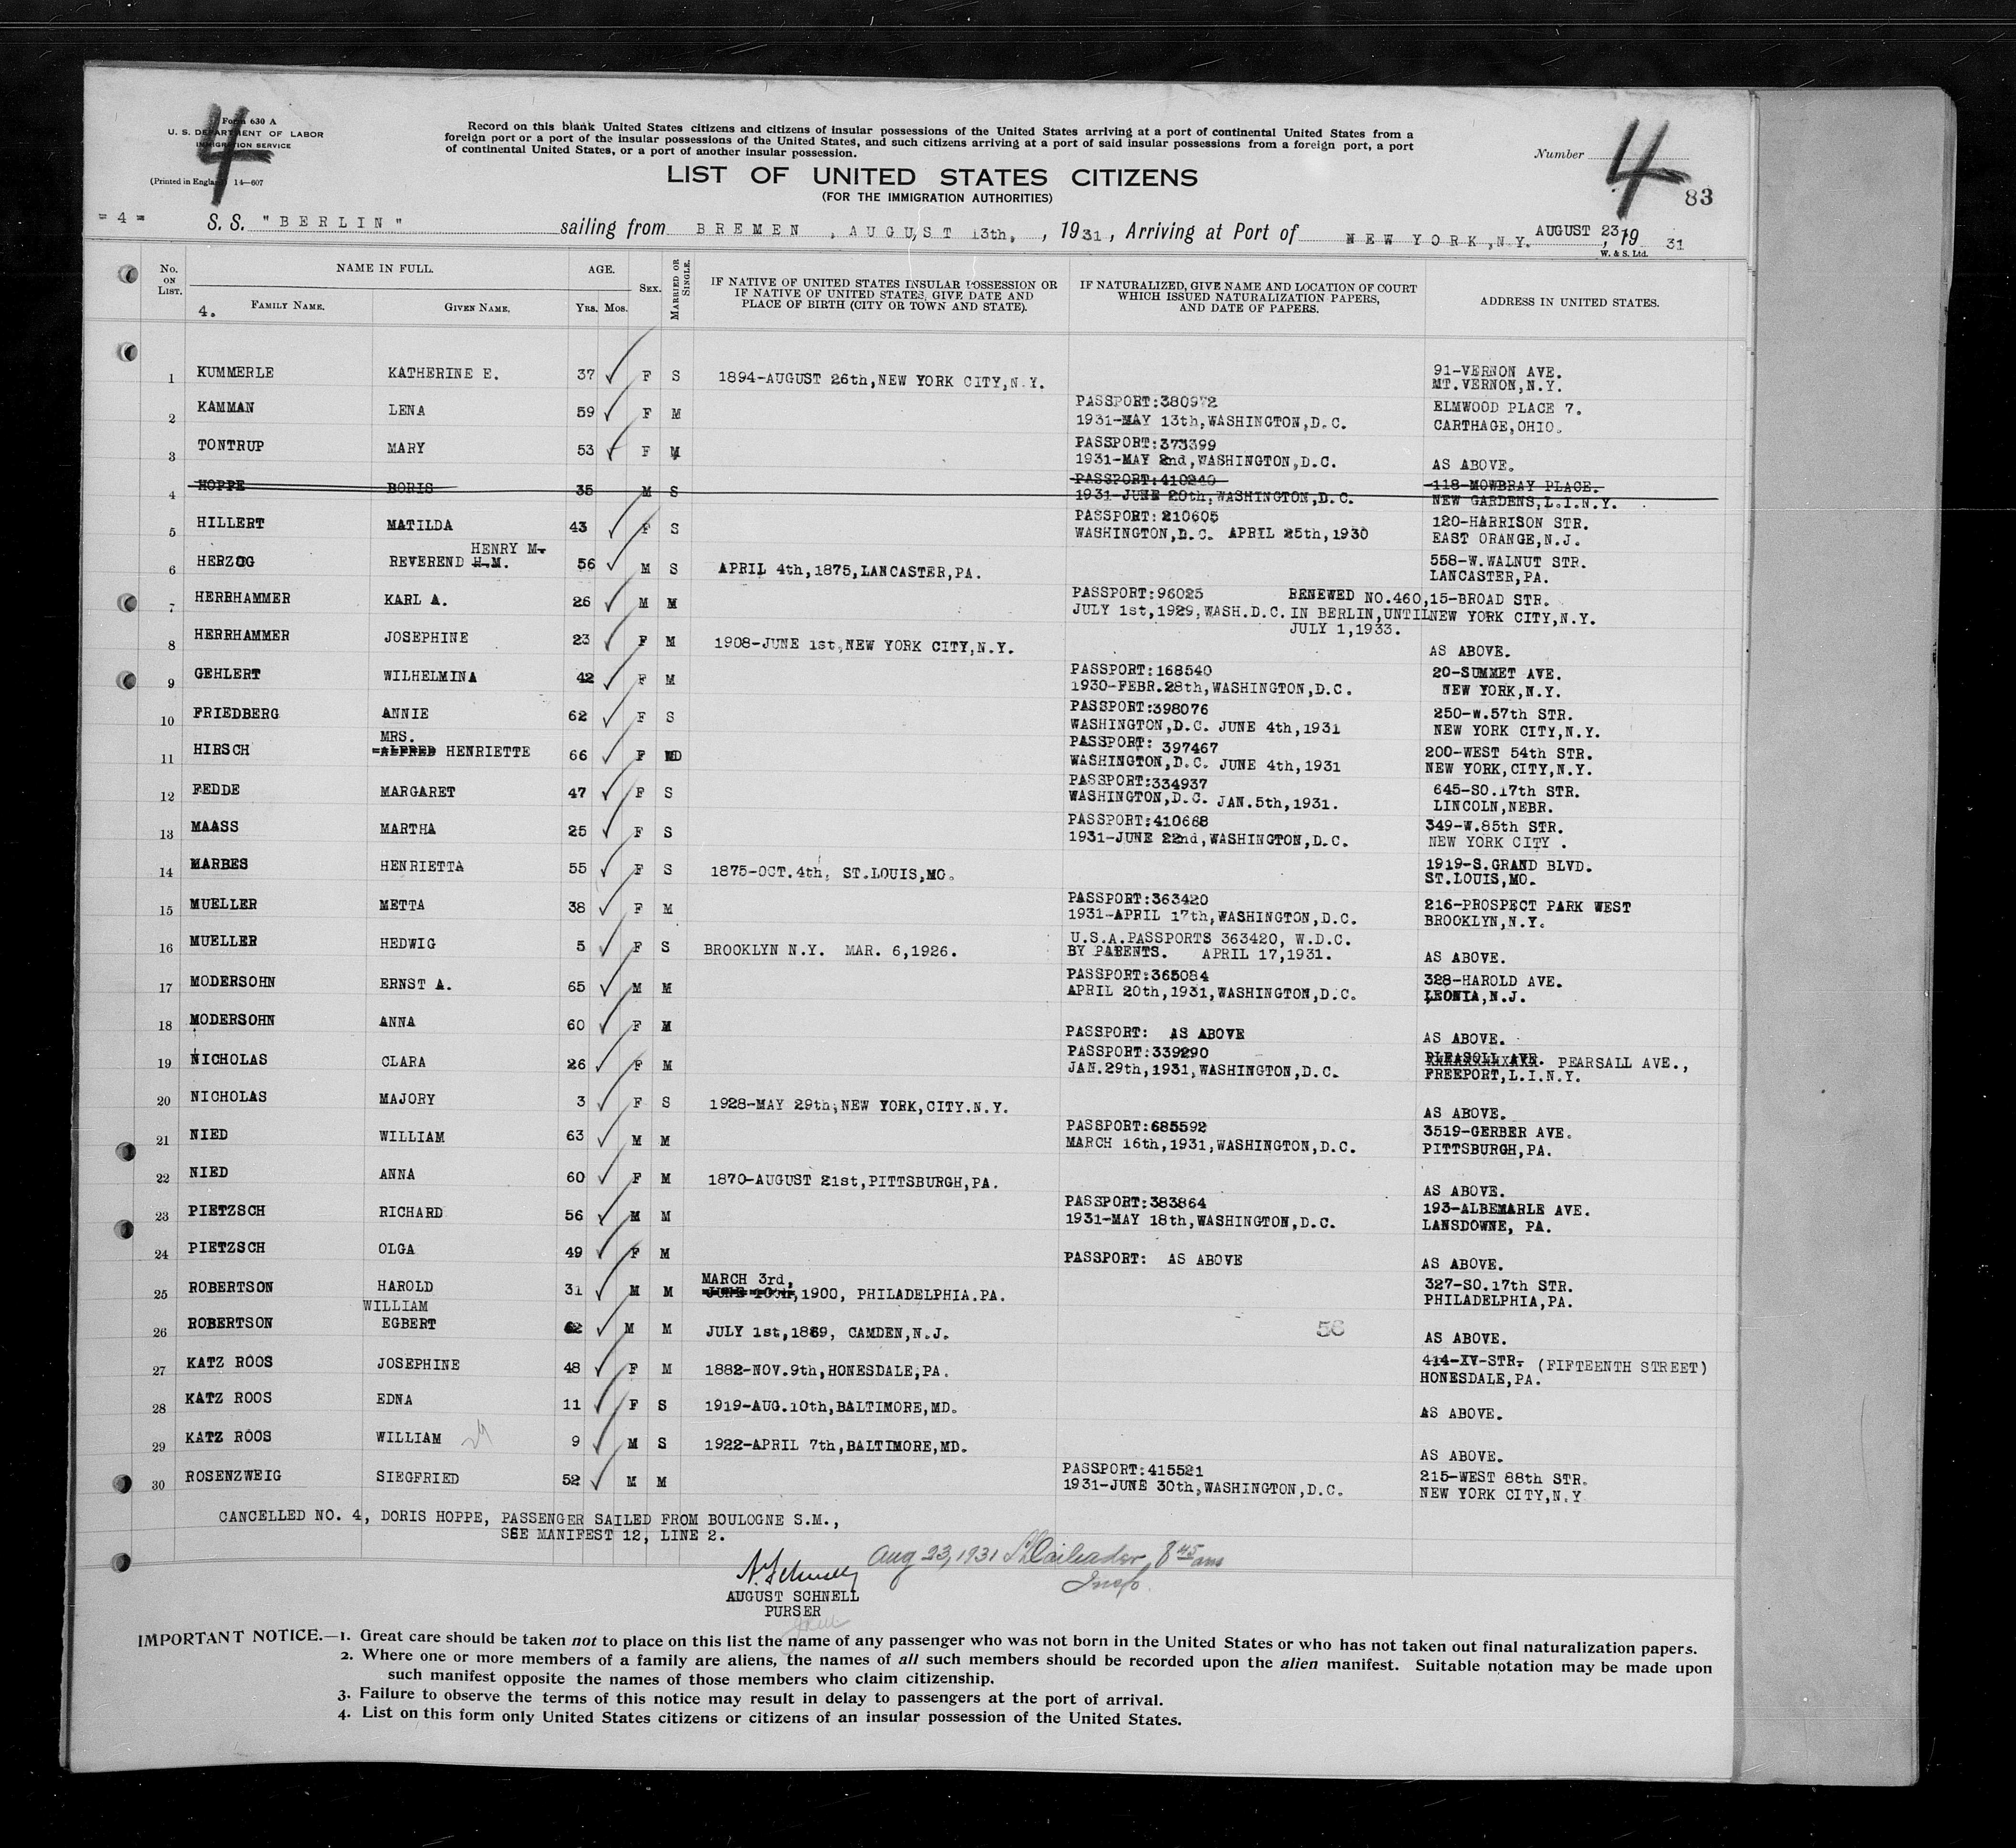 4 4
Form 630 A
U. S. DEPARTMENT OF LABOR
IMMIGRATION SERVICE
(Printed in England) 14—607
Record on this blank United States citizens and citizens of insular possessions of the United States arriving at a port of continental United States from a
foreign port or a port of the insular possessions of the United States, and such citizens arriving at a port of said insular possessions from a foreign port, a port
of continental United States, or a port of another insular possession.
Number
83
LIST OF UNITED STATES CITIZENS
(FOR THE IMMIGRATION AUTHORITIES)
= 4 = S. S. "BERLIN" sailing from BREMEN, AUGUST 13th, , 1931, Arriving at Port of NEW YORK, N.Y. AUGUST 23, 1931
W. & S. Ltd.
No. ON LIST. NAME IN FULL. AGE. SEX. MARRIED OR SINGLE. IF NATIVE OF UNITED STATES INSULAR POSSESSION OR IF NATIVE OF UNITED STATES, GIVE DATE AND PLACE OF BIRTH (CITY OR TOWN AND STATE). IF NATURALIZED, GIVE NAME AND LOCATION OF COURT WHICH ISSUED NATURALIZATION PAPERS, AND DATE OF PAPERS. ADDRESS IN UNITED STATES.
4. FAMILY NAME. GIVEN NAME. YRS. MOS.
1 KUMMERLE KATHERINE E. 37 F S 1894-AUGUST 26th, NEW YORK CITY, N.Y. 91-VERNON AVE.
MT.VERNON, N.Y.
2 KAMMAN LENA 59 F M PASSPORT:380972 ELMWOOD PLACE 7.
1931-MAY 13th, WASHINGTON, D.C. CARTHAGE, OHIO.
3 TONTRUP MARY 53 F M PASSPORT:373399
1931-MAY 2nd, WASHINGTON, D.C. AS ABOVE.
4 HOPPE BORIS 35 M S PASSPORT:410240 118-MOWBRAY PLACE.
1931-JUNE 20th, WASHINGTON, D.C. NEW GARDENS, L.I.N.Y.
5 HILLERT MATILDA 43 F S PASSPORT:210605 120-HARRISON STR.
WASHINGTON, D.C. APRIL 25th, 1930 EAST ORANGE, N.J.
HENRY M.
6 HERZOG REVEREND H.M. 56 M S APRIL 4th, 1875, LANCASTER, PA. 558-W.WALNUT STR.
LANCASTER, PA.
7 HERRHAMMER KARL A. 26 M M PASSPORT:96025 RENEWED NO.460, 15-BROAD STR.
JULY 1st, 1929, WASH.D.C. IN BERLIN, UNTIL NEW YORK CITY, N.Y.
JULY 1, 1933.
8 HERRHAMMER JOSEPHINE 23 F M 1908-JUNE 1st, NEW YORK CITY, N.Y. AS ABOVE.
9 GEHLERT WILHELMINA 42 F M PASSPORT:168540 20-SUMMET AVE.
1930-FEBR.28th, WASHINGTON, D.C. NEW YORK, N.Y.
10 FRIEDBERG ANNIE 62 F S PASSPORT:398076 250-W.57th STR.
WASHINGTON, D.C. JUNE 4th, 1931 NEW YORK CITY, N.Y.
MRS.
11 HIRSCH ALFRED HENRIETTE 66 F WD PASSPORT: 397467 200-WEST 54th STR.
WASHINGTON, D.C. JUNE 4th, 1931 NEW YORK, CITY, N.Y.
12 FEDDE MARGARET 47 F S PASSPORT:334937 645-SO.17th STR.
WASHINGTON, D.C. JAN.5th, 1931. LINCOLN, NEBR.
13 MAASS MARTHA 25 F S PASSPORT:410668 349-W.85th STR.
1931-JUNE 22nd, WASHINGTON, D.C. NEW YORK CITY .
14 MARBES HENRIETTA 55 F S 1875-OCT.4th, ST.LOUIS, MO. 1919-S.GRAND BLVD.
ST.LOUIS, MO.
15 MUELLER METTA 38 F M PASSPORT:363420 216-PROSPECT PARK WEST
1931-APRIL 17th, WASHINGTON, D.C. BROOKLYN, N.Y.
16 MUELLER HEDWIG 5 F S BROOKLYN N.Y. MAR. 6, 1926. U.S.A.PASSPORTS 363420, W.D.C.
BY PARENTS. APRIL 17, 1931. AS ABOVE.
17 MODERSOHN ERNST A. 65 M M PASSPORT:365084 328-HAROLD AVE.
APRIL 20th, 1931, WASHINGTON, D.C. LEONIA, N.J.
18 MODERSOHN ANNA 60 F M PASSPORT: AS ABOVE AS ABOVE.
19 NICHOLAS CLARA 26 F M PASSPORT:339290 PEARSALL AVE.,
JAN.29th, 1931, WASHINGTON, D.C. FREEPORT, L.I.N.Y.
20 NICHOLAS MAJORY 3 F S 1928-MAY 29th, NEW YORK, CITY.N.Y. AS ABOVE.
21 NIED WILLIAM 63 M M PASSPORT:685592 3519-GERBER AVE.
MARCH 16th, 1931, WASHINGTON, D.C. PITTSBURGH, PA.
22 NIED ANNA 60 F M 1870-AUGUST 21st, PITTSBURGH, PA. AS ABOVE.
23 PIETZSCH RICHARD 56 M M PASSPORT:383864 193-ALBEMARLE AVE.
1931-MAY 18th, WASHINGTON, D.C. LANSDOWNE, PA.
24 PIETZSCH OLGA 49 F M PASSPORT: AS ABOVE AS ABOVE.
MARCH 3rd,
25 ROBERTSON HAROLD 31 M M JUNE 10th, 1900, PHILADELPHIA.PA. 327-SO.17th STR.
PHILADELPHIA, PA.
WILLIAM
26 ROBERTSON EGBERT 62 M M JULY 1st, 1869, CAMDEN, N.J. 56 AS ABOVE.
27 KATZ ROOS JOSEPHINE 48 F M 1882-NOV.9th, HONESDALE, PA. 414-XV-STR. (FIFTEENTH STREET)
HONESDALE, PA.
28 KATZ ROOS EDNA 11 F S 1919-AUG.10th, BALTIMORE, MD. AS ABOVE.
29 KATZ ROOS WILLIAM 9 M S 1922-APRIL 7th, BALTIMORE, MD. AS ABOVE.
30 ROSENZWEIG SIEGFRIED 52 M M PASSPORT:415521 215-WEST 88th STR.
1931-JUNE 30th, WASHINGTON, D.C. NEW YORK CITY, N.Y
CANCELLED NO. 4, DORIS HOPPE, PASSENGER SAILED FROM BOULOGNE S.M.,
SEE MANIFEST 12, LINE 2.
Aug 23, 1931 8 45 am
Insp.
A. Schnell
AUGUST SCHNELL
PURSER
IMPORTANT NOTICE.—1. Great care should be taken not to place on this list the name of any passenger who was not born in the United States or who has not taken out final naturalization papers.
2. Where one or more members of a family are aliens, the names of all such members should be recorded upon the alien manifest. Suitable notation may be made upon
such manifest opposite the names of those members who claim citizenship.
3. Failure to observe the terms of this notice may result in delay to passengers at the port of arrival.
4. List on this form only United States citizens or citizens of an insular possession of the United States.